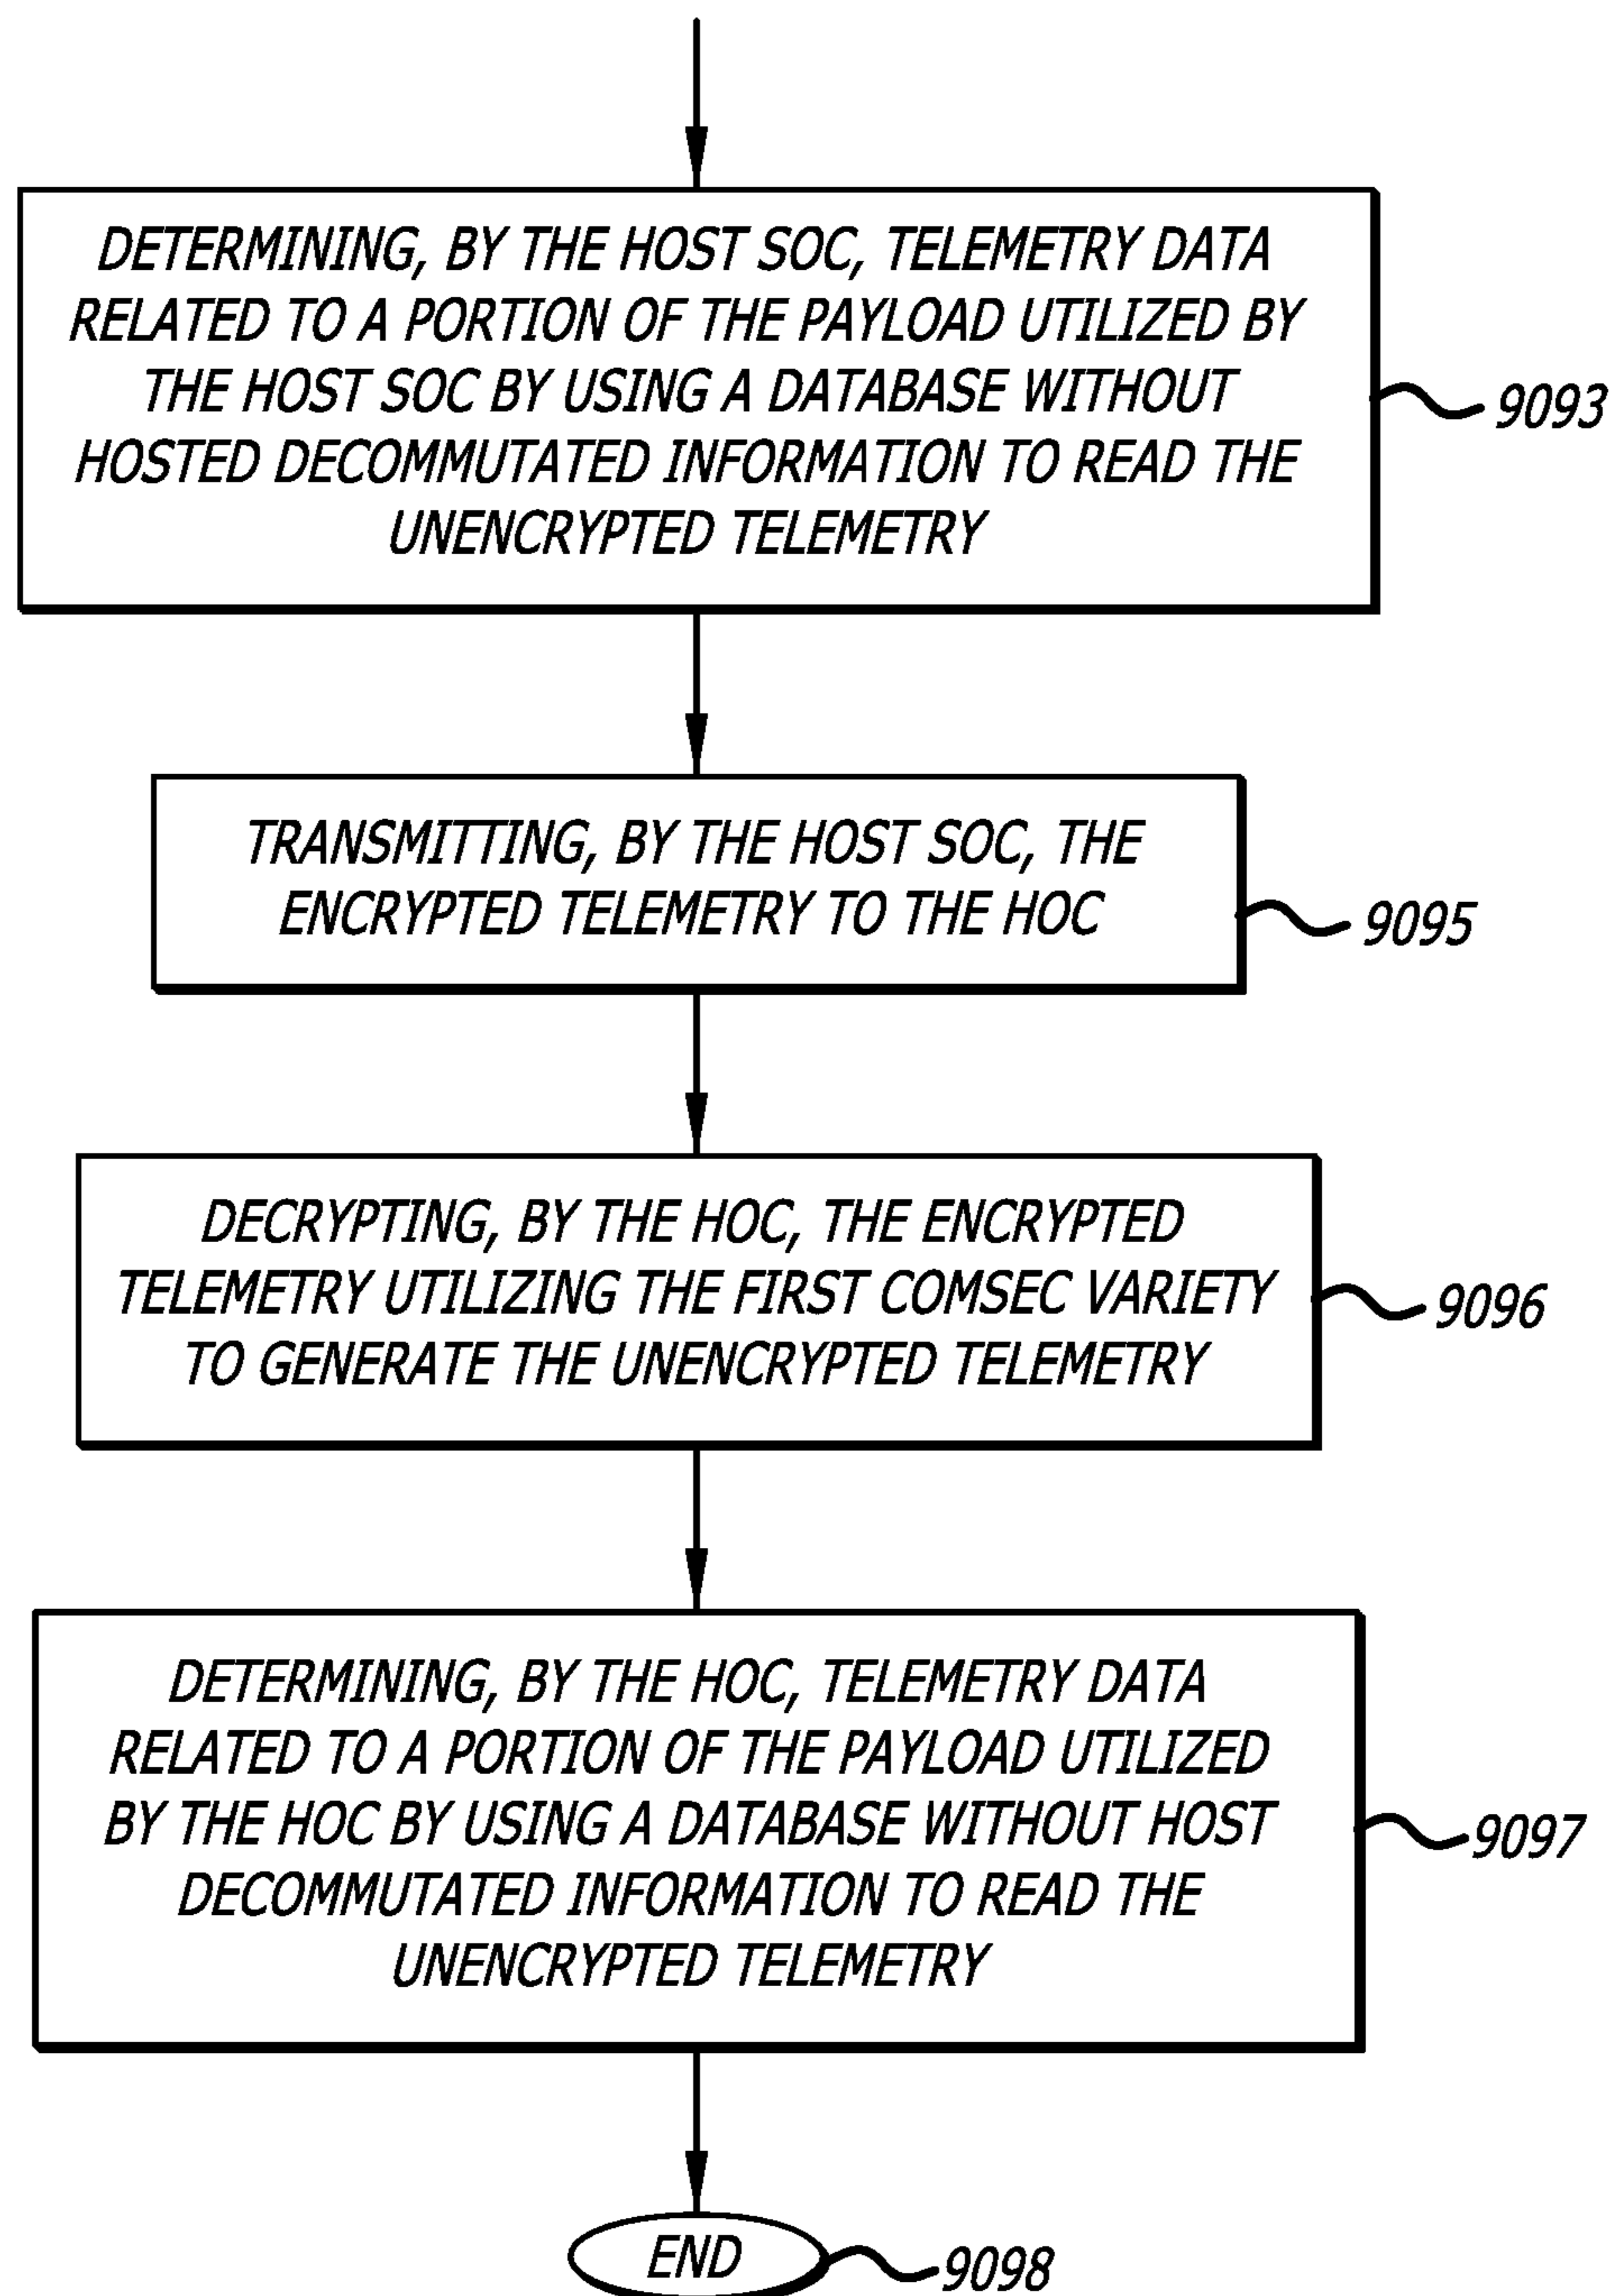 DETERMINING, BY THE HOST SOC, TELEMETRY DATA
RELATED TO A PORTION OF THE PAYLOAD UTILIZED BY
THE HOST SOC BY USING A DATABASE WITHOUT
HOSTED DECOMMUTATED INFORMATION TO READ THE
UNENCRYPTED TELEMETRY
9093
TRANSMITTING, BY THE HOST SOC, THE
ENCRYPTED TELEMETRY TO THE HOC
9095
DECRYPTING, BY THE HOC, THE ENCRYPTED
TELEMETRY UTILIZING THE FIRST COMSEC VARIETY
TO GENERATE THE UNENCRYPTED TELEMETRY
9096
DETERMINING, BY THE HOC, TELEMETRY DATA
RELATED TO A PORTION OF THE PAYLOAD UTILIZED
BY THE HOC BY USING A DATABASE WITHOUT HOST
DECOMMUTATED INFORMATION TO READ THE
UNENCRYPTED TELEMETRY
9097
END
9098